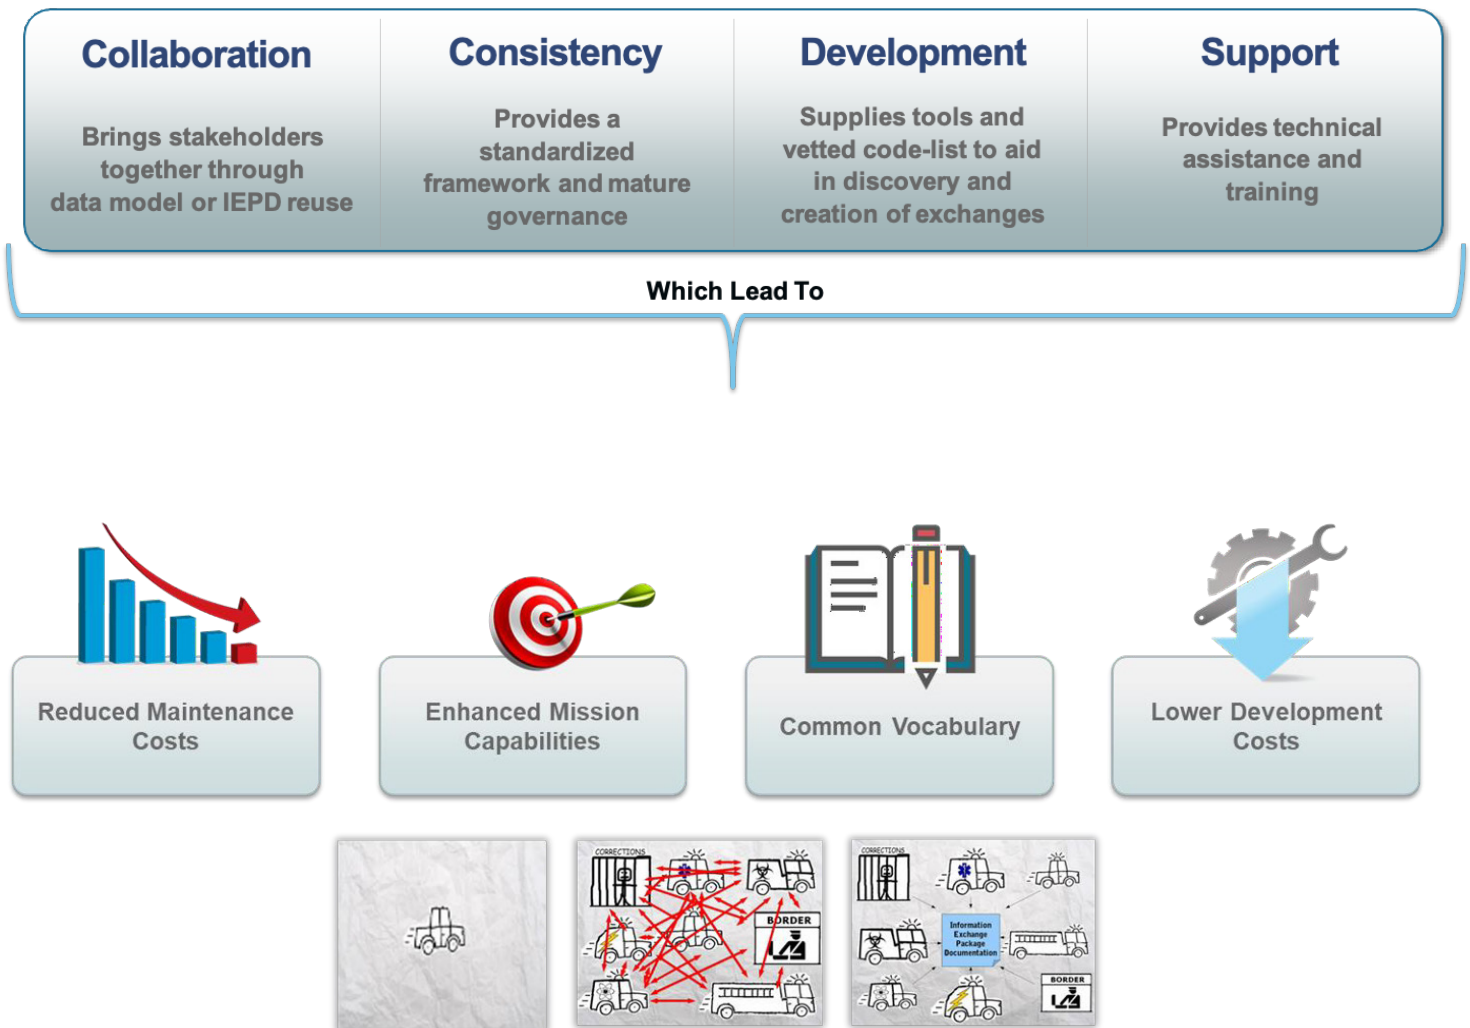 Collaboration
Brings stakeholders
together through
data model or IEPD reuse
Consistency
Provides a
standardized
framework and mature
governance
Development
Supplies tools and
vetted code-list to aid
in discovery and
creation of exchanges
Support
Provides technical
assistance and
training
Which Lead To
Reduced Maintenance
Costs
Enhanced Mission
Capabilities
Common Vocabulary
Lower Development
Costs
CORRECTIONS
BORDER
CORRECTIONS
Information
Exchange
Package
Documentation
BORDER